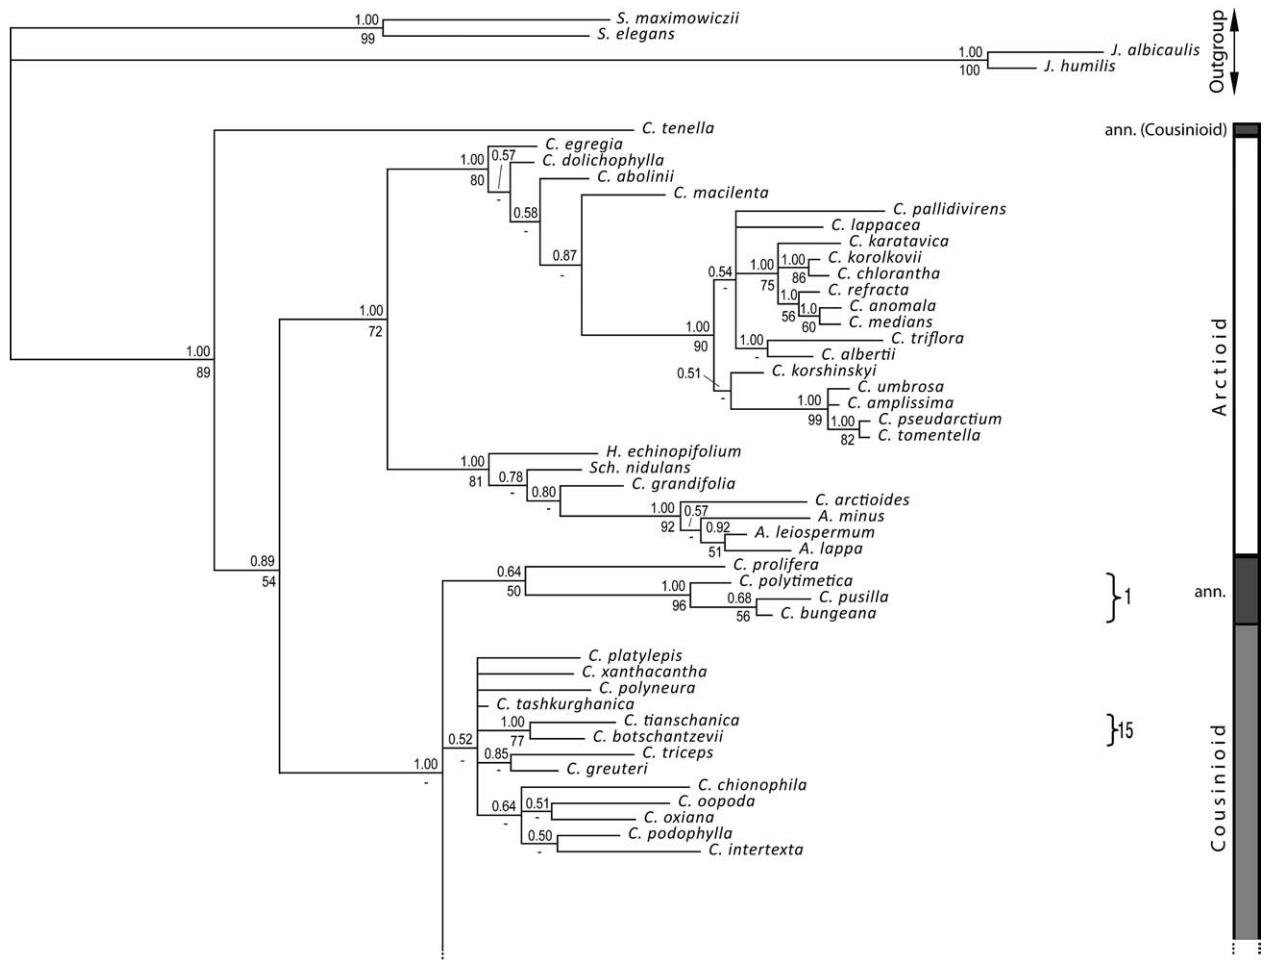 1.00 S. maximowiczii
99 S. elegans
1.00 J. albicaulis
100 J. humilis
Outgroup
C. tenella
ann. (Cousinioid)
C. egregia
1.00 0.57 C. dolichophylla
80 - C. abolinii
C. macilenta
0.58
-
C. pallidivirens
C. lappacea
C. karatavica
0.87 1.00 C. korolkovii
- 0.54 1.00 86 C. chlorantha
- 75 1.0 C. refracta
56 1.0 C. anomala
60 C. medians
1.00 1.00 C. triflora
90 - C. albertii
0.51 C. korshinskyi
- C. umbrosa
1.00 C. amplissima
99 1.00 C. pseudarctium
82 C. tomentella
1.00
72
1.00
89
Arctioid
H. echinopifolium
1.00 Sch. nidulans
81 0.78 C. grandifolia
- 0.80 C. arctioides
- 1.00 0.57 A. minus
92 - 0.92 A. leiospermum
51 A. lappa
0.89
54
C. prolifera
0.64 C. polytimetica
50 1.00 C. pusilla
96 0.68 C. bungeana
56
1
ann.
C. platylepis
C. xanthacantha
C. polyneura
C. tashkurghanica
1.00 C. tianschanica
77 C. botschantzevii
15
0.52 0.85 C. triceps
- - C. greuteri
1.00
-
C. chionophila
0.64 0.51 C. oopoda
- - C. oxiana
0.50 C. podophylla
- C. intertexta
Cousinioid